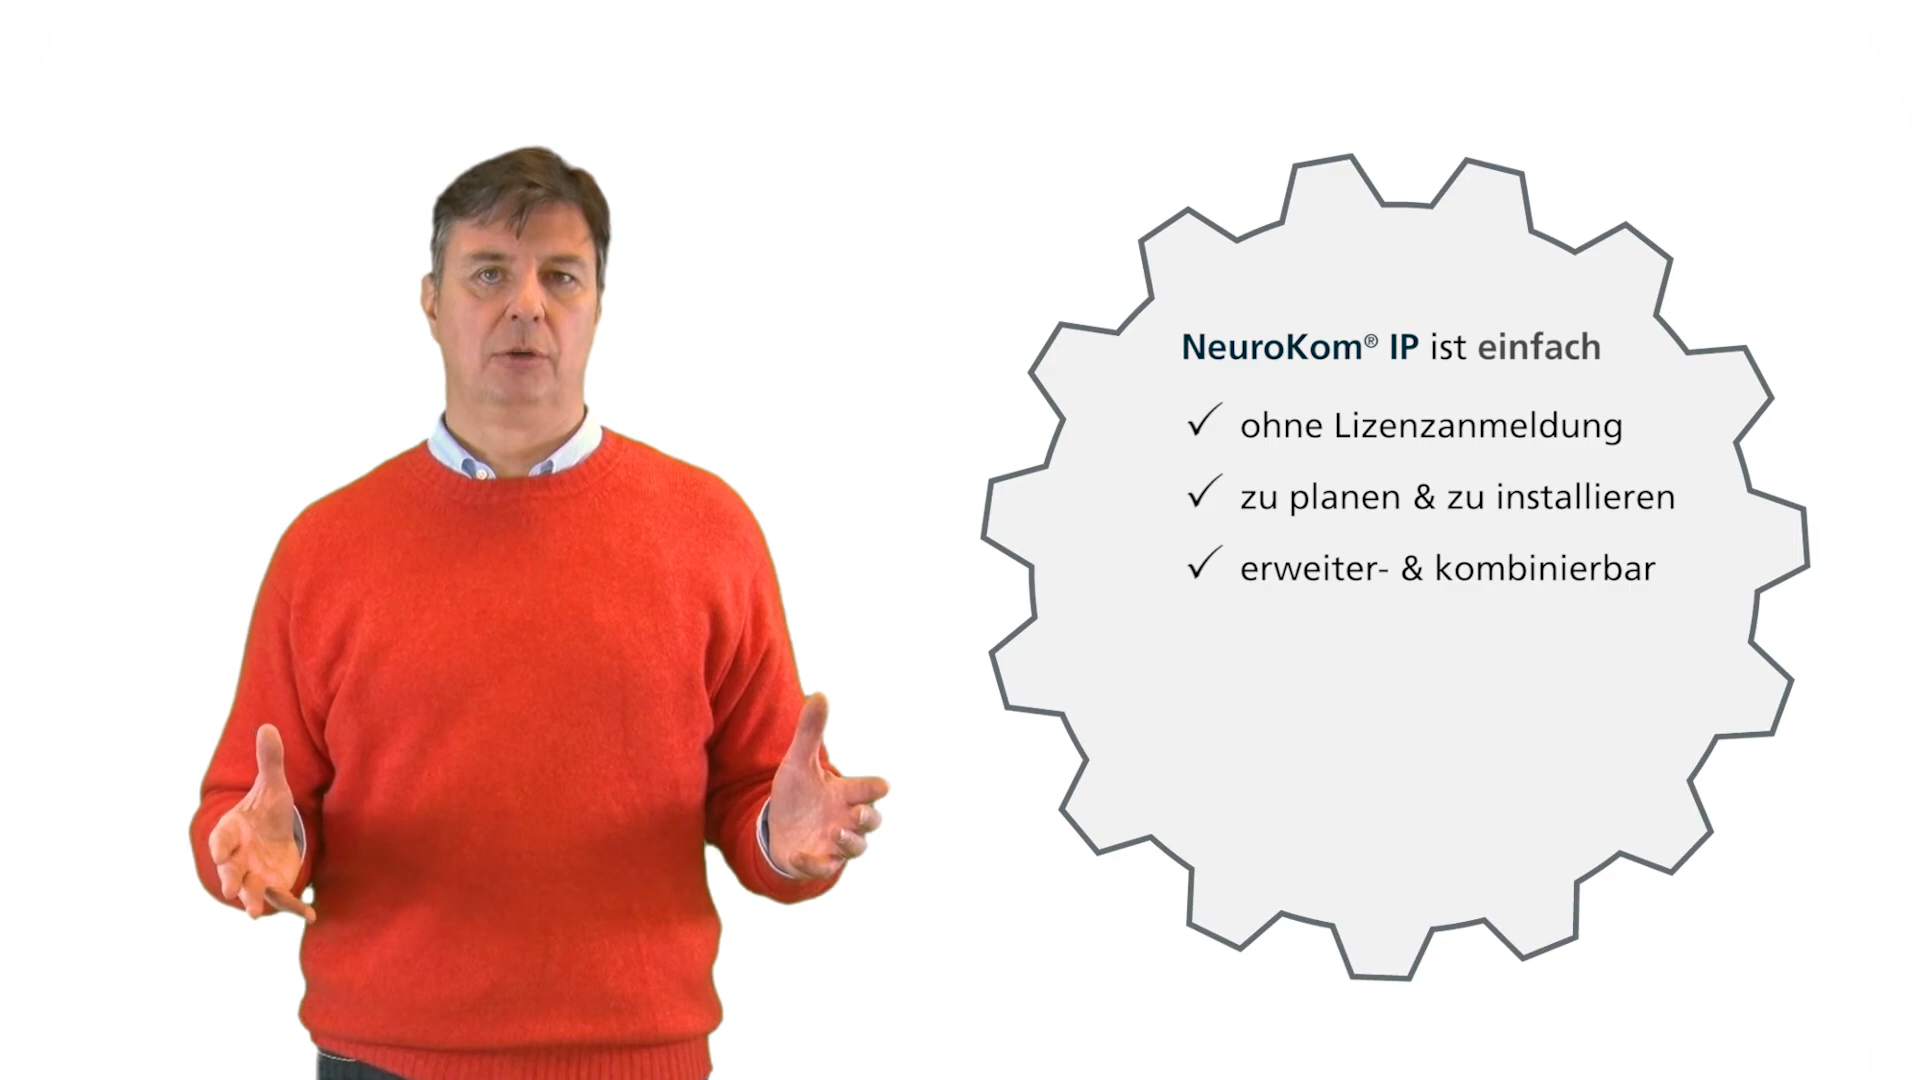 NeuroKom® IP ist einfach
✓ ohne Lizenzanmeldung
✓ zu planen & zu installieren
✓ erweiter- & kombinierbar